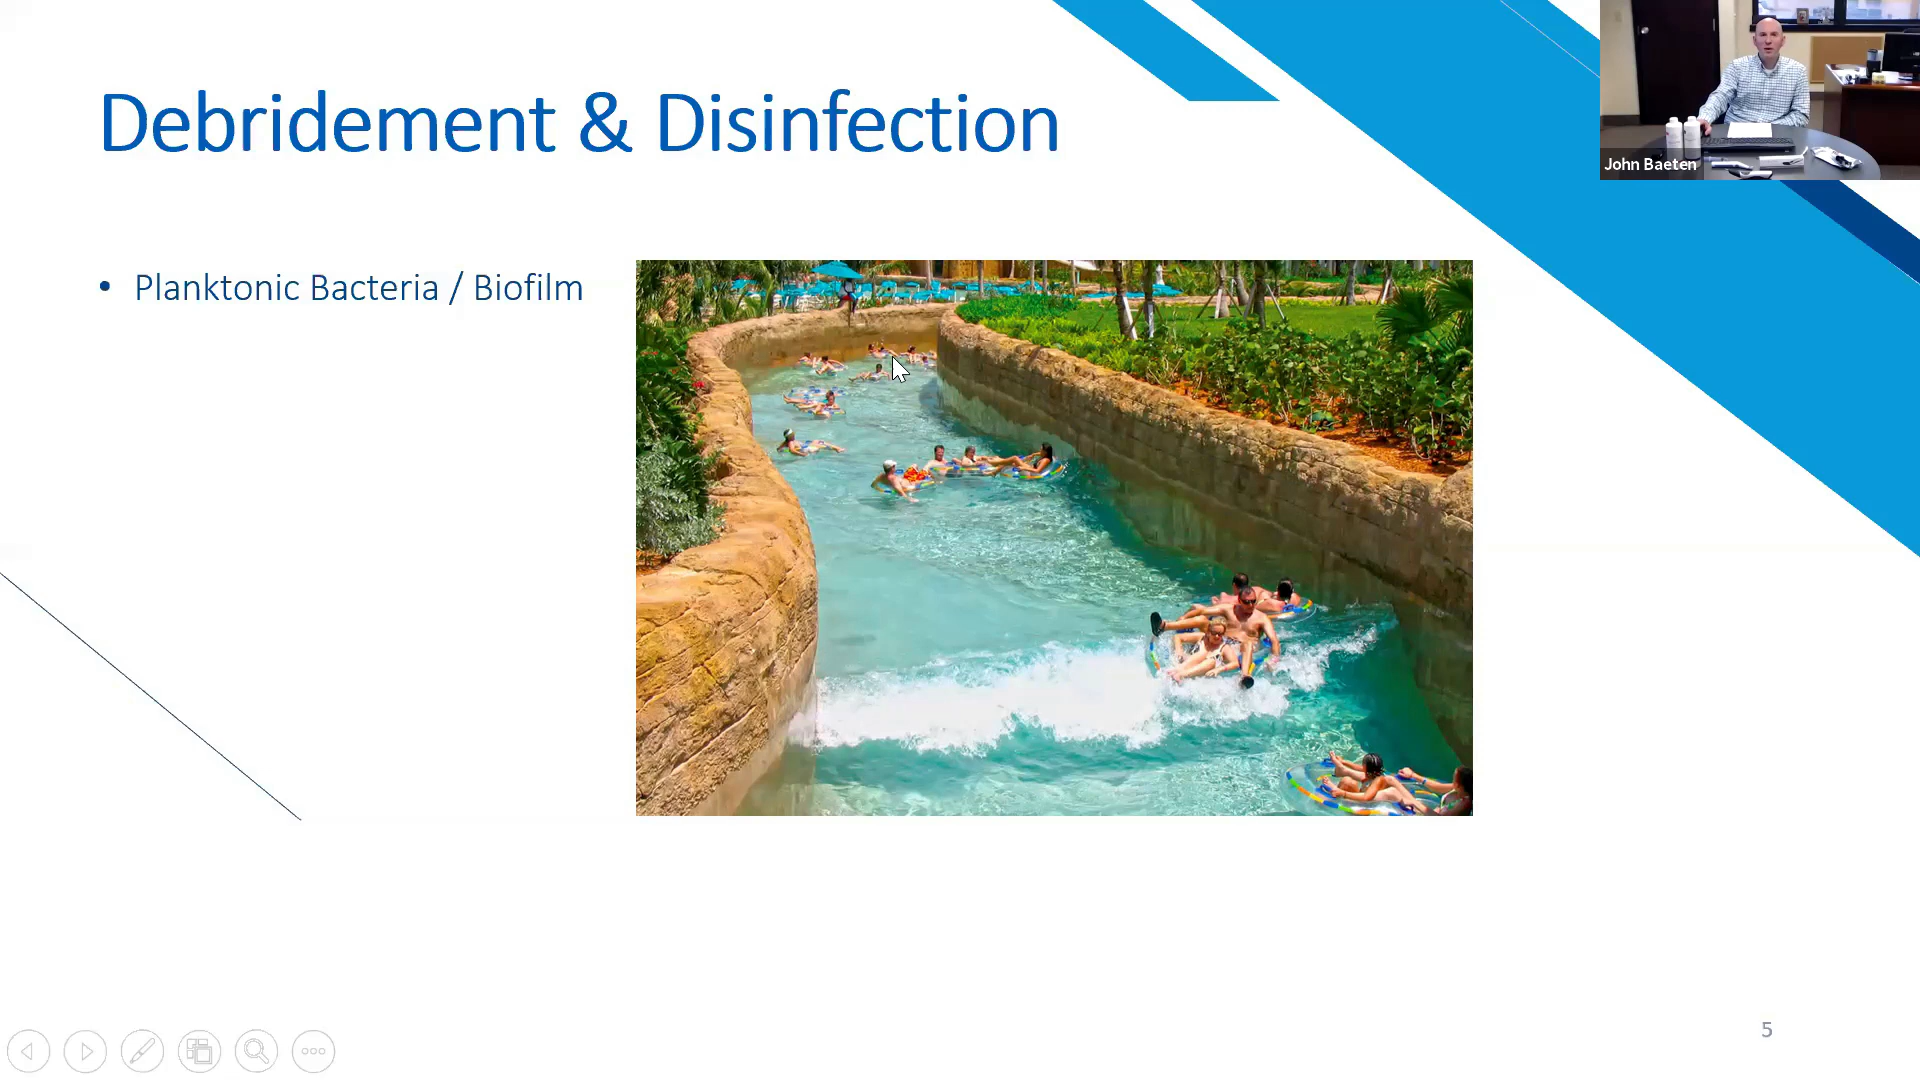 Debridement & Disinfection
John Baeten
• Planktonic Bacteria / Biofilm
5